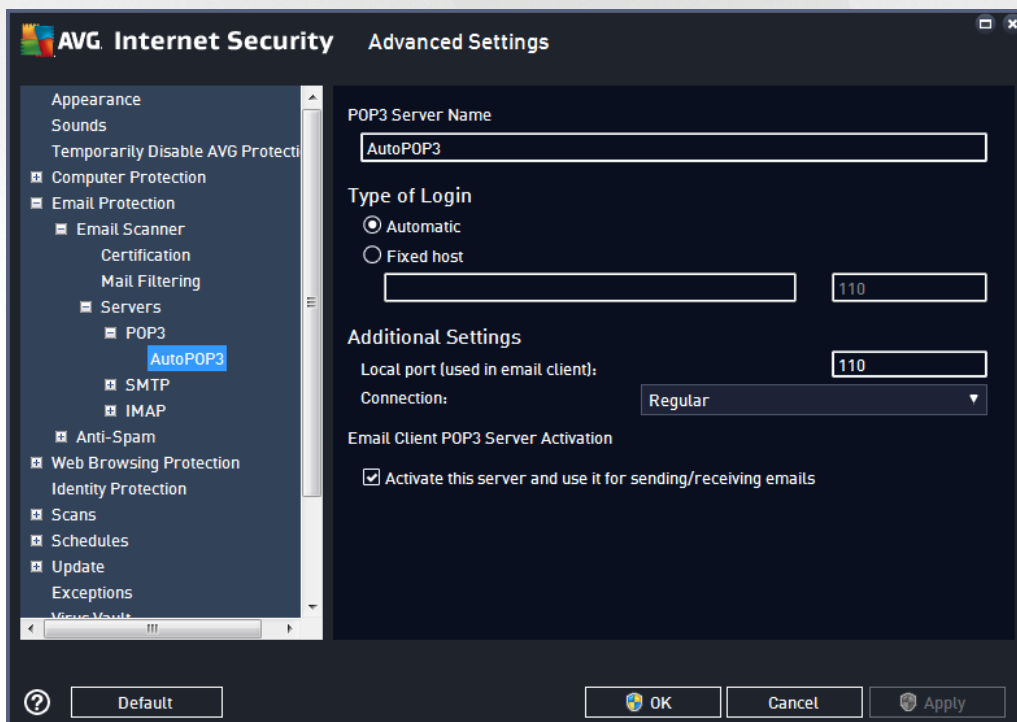 AVG. Internet Security Advanced Settings
Appearance
Sounds
Temporarily Disable AVG Protecti
Computer Protection
Email Protection
Email Scanner
Certification
Mail Filtering
Servers
POP3
AutoPOP3
SMTP
IMAP
Anti-Spam
Web Browsing Protection
Identity Protection
Scans
Schedules
Update
Exceptions
Virus Vault
POP3 Server Name
AutoPOP3
Type of Login
Automatic
Fixed host
110
Additional Settings
Local port (used in email client):
110
Connection:
Regular
Email Client POP3 Server Activation
Activate this server and use it for sending/receiving emails
Default
OK
Cancel
Apply